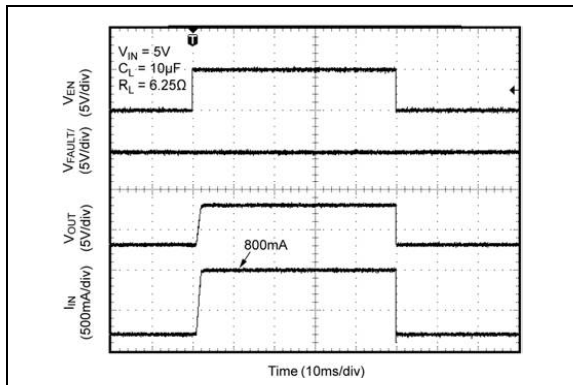 T
V_IN = 5V
C_L = 10µF
R_L = 6.25Ω
V_EN
(5V/div)
V_FAULT/
(5V/div)
V_OUT
(5V/div)
800mA
I_IN
(500mA/div)
Time (10ms/div)